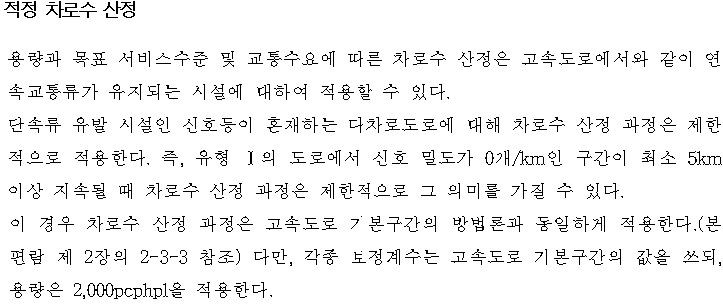 적정 차로수 산정
용량과 목표 서비스수준 및 교통수요에 따른 차로수 산정은 고속도로에서와 같이 연
속교통류가 유지되는 시설에 대하여 적용할 수 있다.
단속류 유발 시설인 신호등이 혼재하는 다차로도로에 대해 차로수 산정 과정은 제한
적으로 적용한다. 즉, 유형 Ⅰ의 도로에서 신호 밀도가 0개/km인 구간이 최소 5km
이상 지속될 때 차로수 산정 과정은 제한적으로 그 의미를 가질 수 있다.
이 경우 차로수 산정 과정은 고속도로 기본구간의 방법론과 동일하게 적용한다.(본
편람 제 2장의 2-3-3 참조) 다만, 각종 보정계수는 고속도로 기본구간의 값을 쓰되,
용량은 2,000pcphpl을 적용한다.